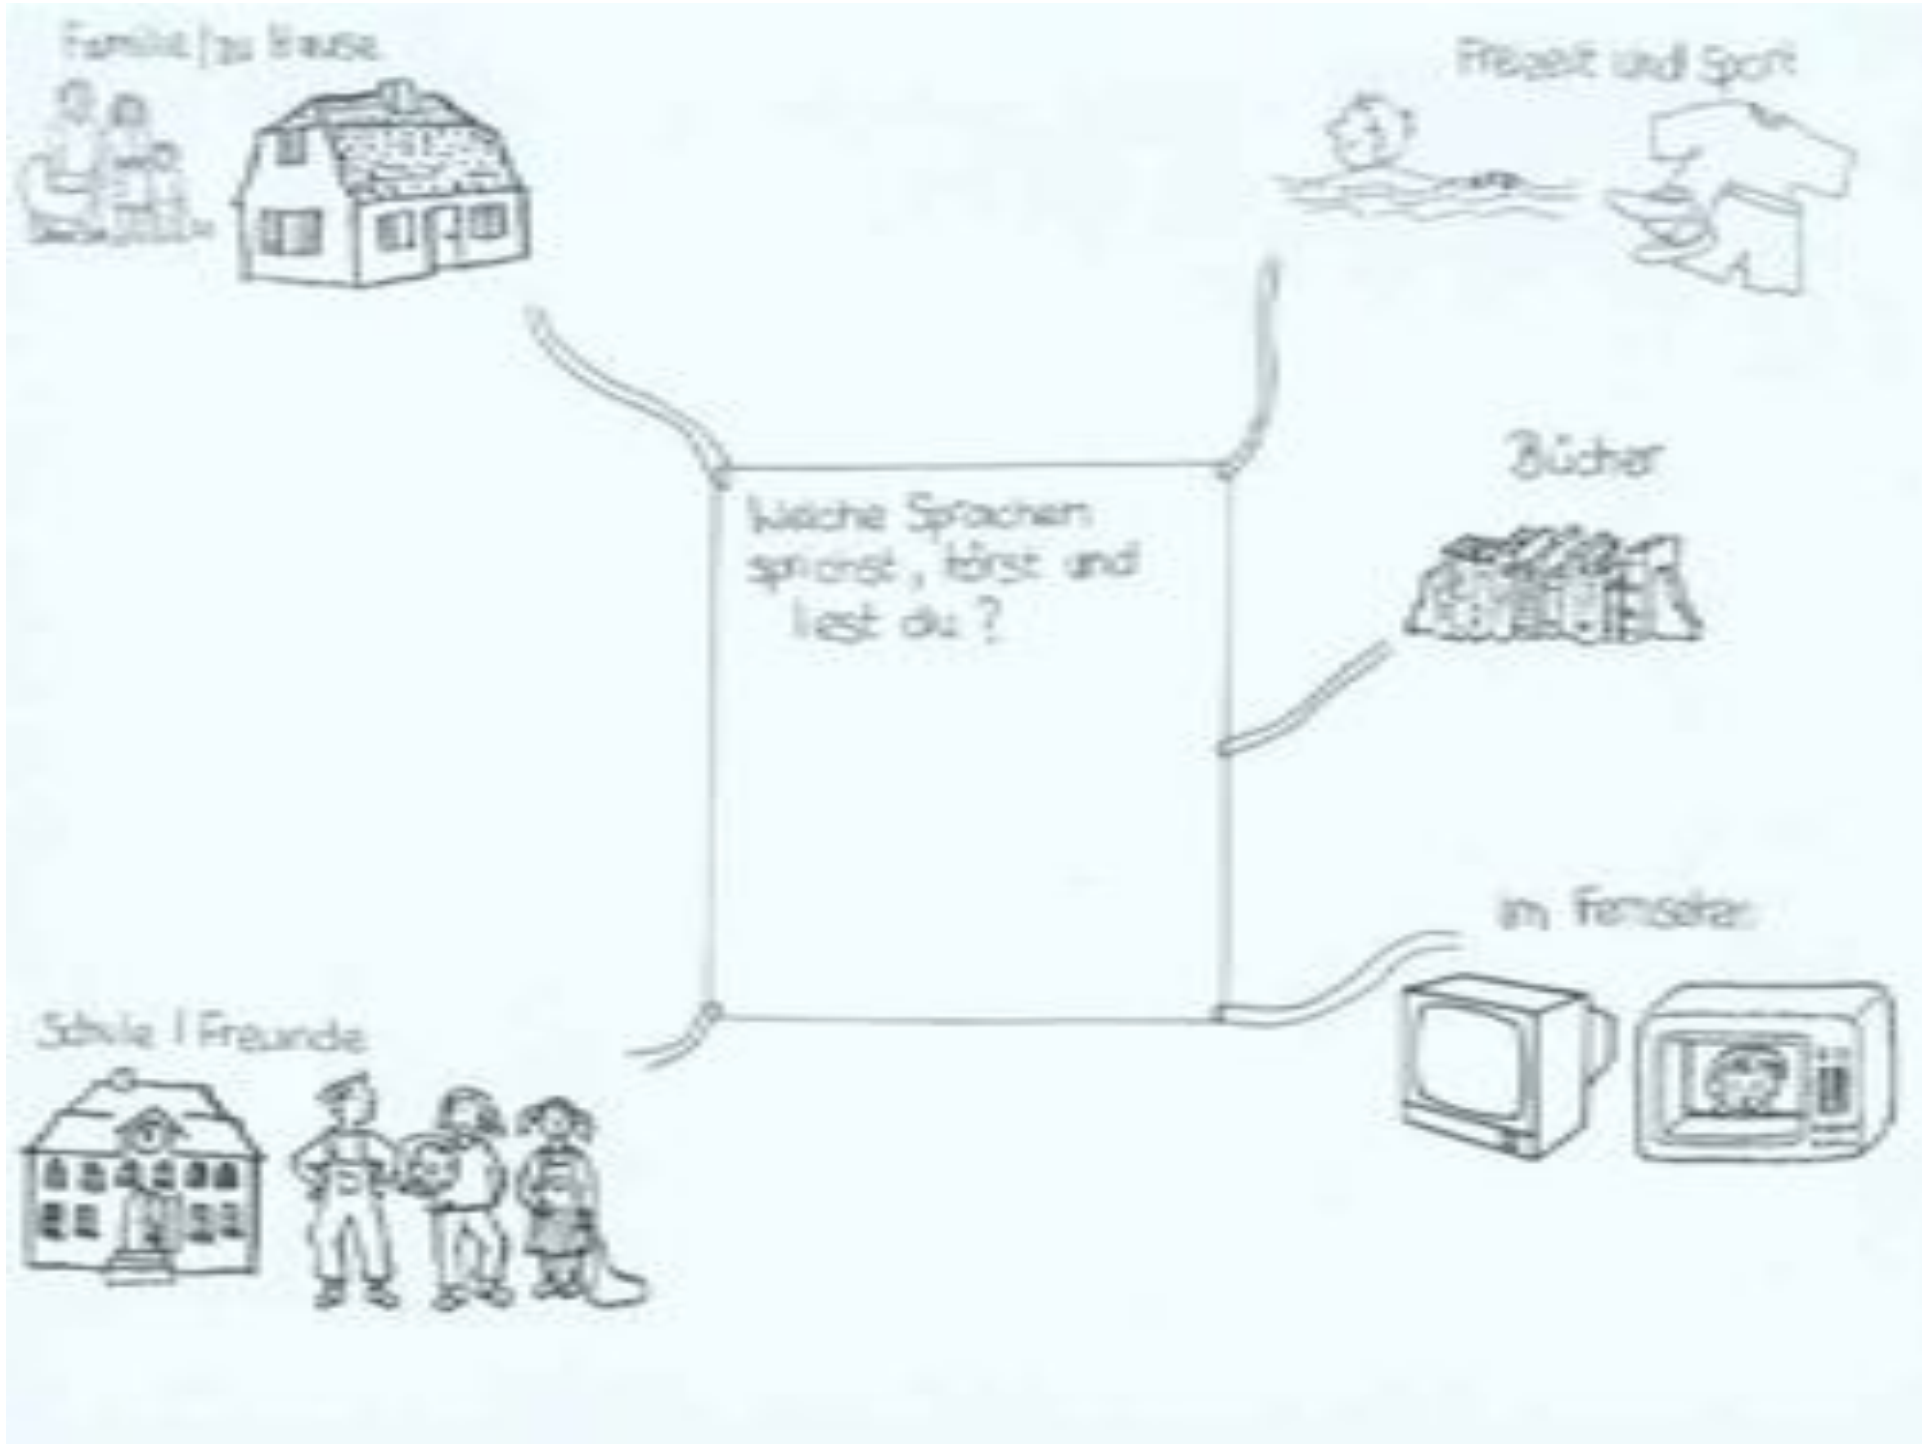 Familie / zu Hause
Freizeit und Sport
Bücher
Welche Sprachen
sprichst, hörst und
liest du?
im Fernsehen
Schule / Freunde